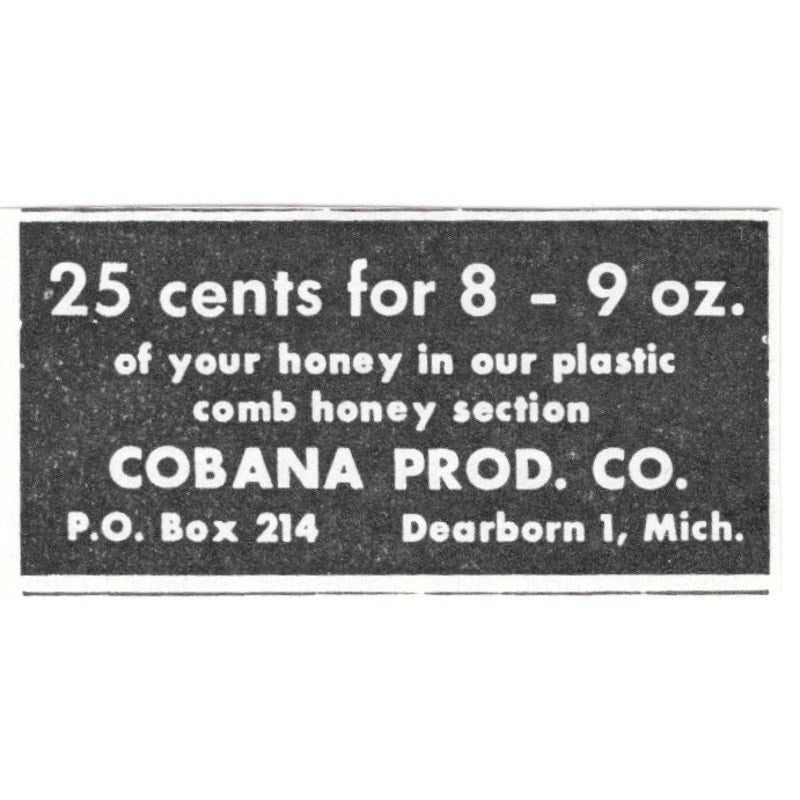 25 cents for 8 - 9 oz.
of your honey in our plastic
comb honey section
COBANA PROD. CO.
P.O. Box 214 Dearborn 1, Mich.